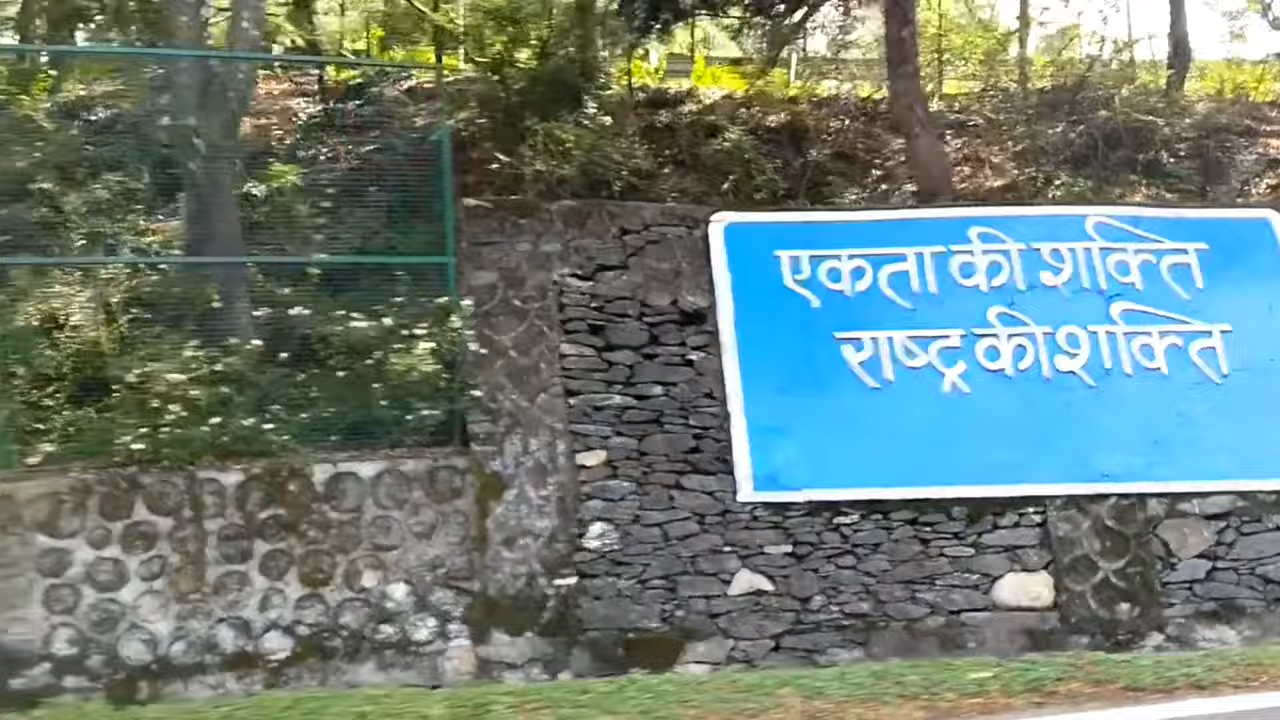 एकता की शक्ति
राष्ट्र की शक्ति